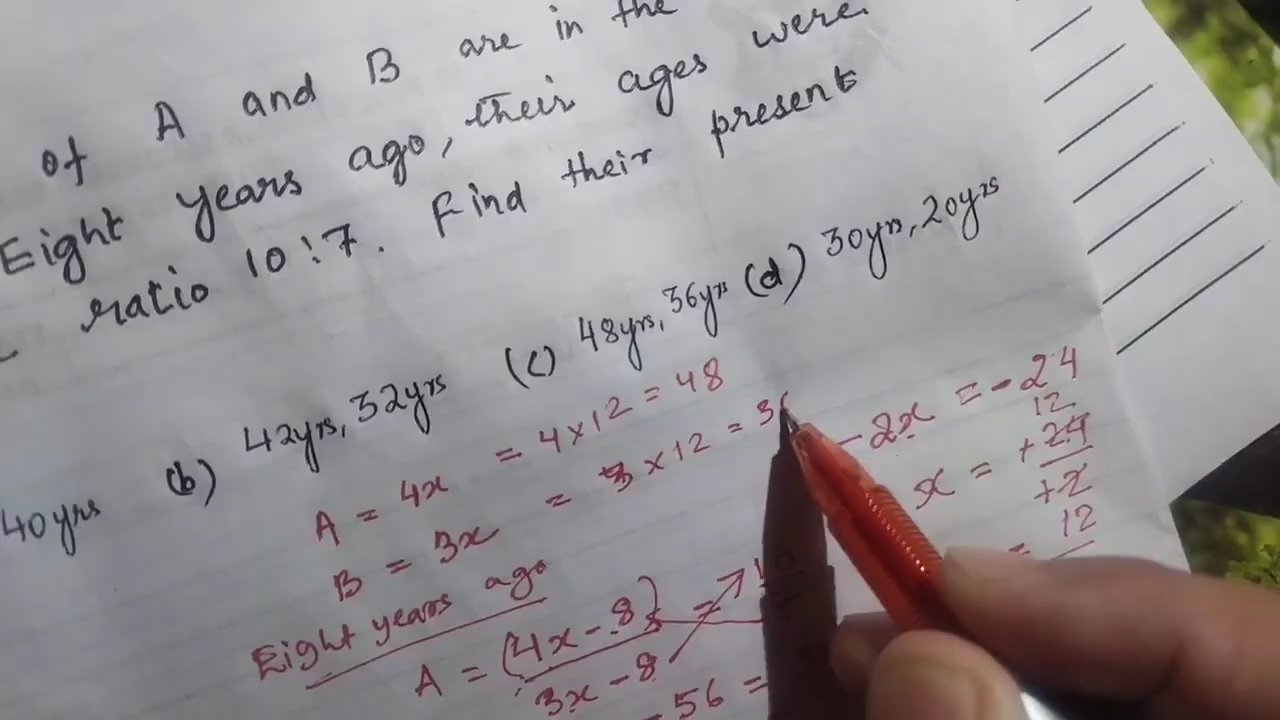 of A and B are in the
Eight years ago, their ages were
ratio 10:7. Find their present
40yrs (b) 42yrs, 32yrs (c) 48yrs, 36yrs (d) 30yrs, 20yrs
A = 4x = 4 × 12 = 48
B = 3x = 3 × 12 = 36
Eight years ago
A = (4x - 8) =
3x - 8
56 =
-2x = -24
12
x = +24
+2
= 12